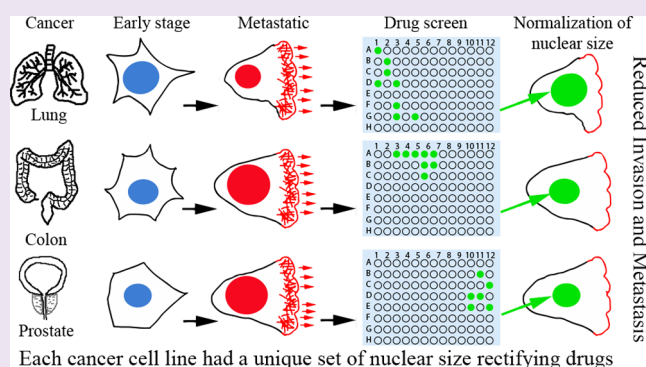 Cancer Early stage Metastatic Drug screen Normalization of
nuclear size
1 2 3 4 5 6 7 8 9 10 11 12
A
B
C
D
E
F
G
H
Lung
1 2 3 4 5 6 7 8 9 10 11 12
A
B
C
D
E
F
G
H
Colon
1 2 3 4 5 6 7 8 9 10 11 12
A
B
C
D
E
F
G
H
Prostate
Reduced Invasion and Metastasis
Each cancer cell line had a unique set of nuclear size rectifying drugs